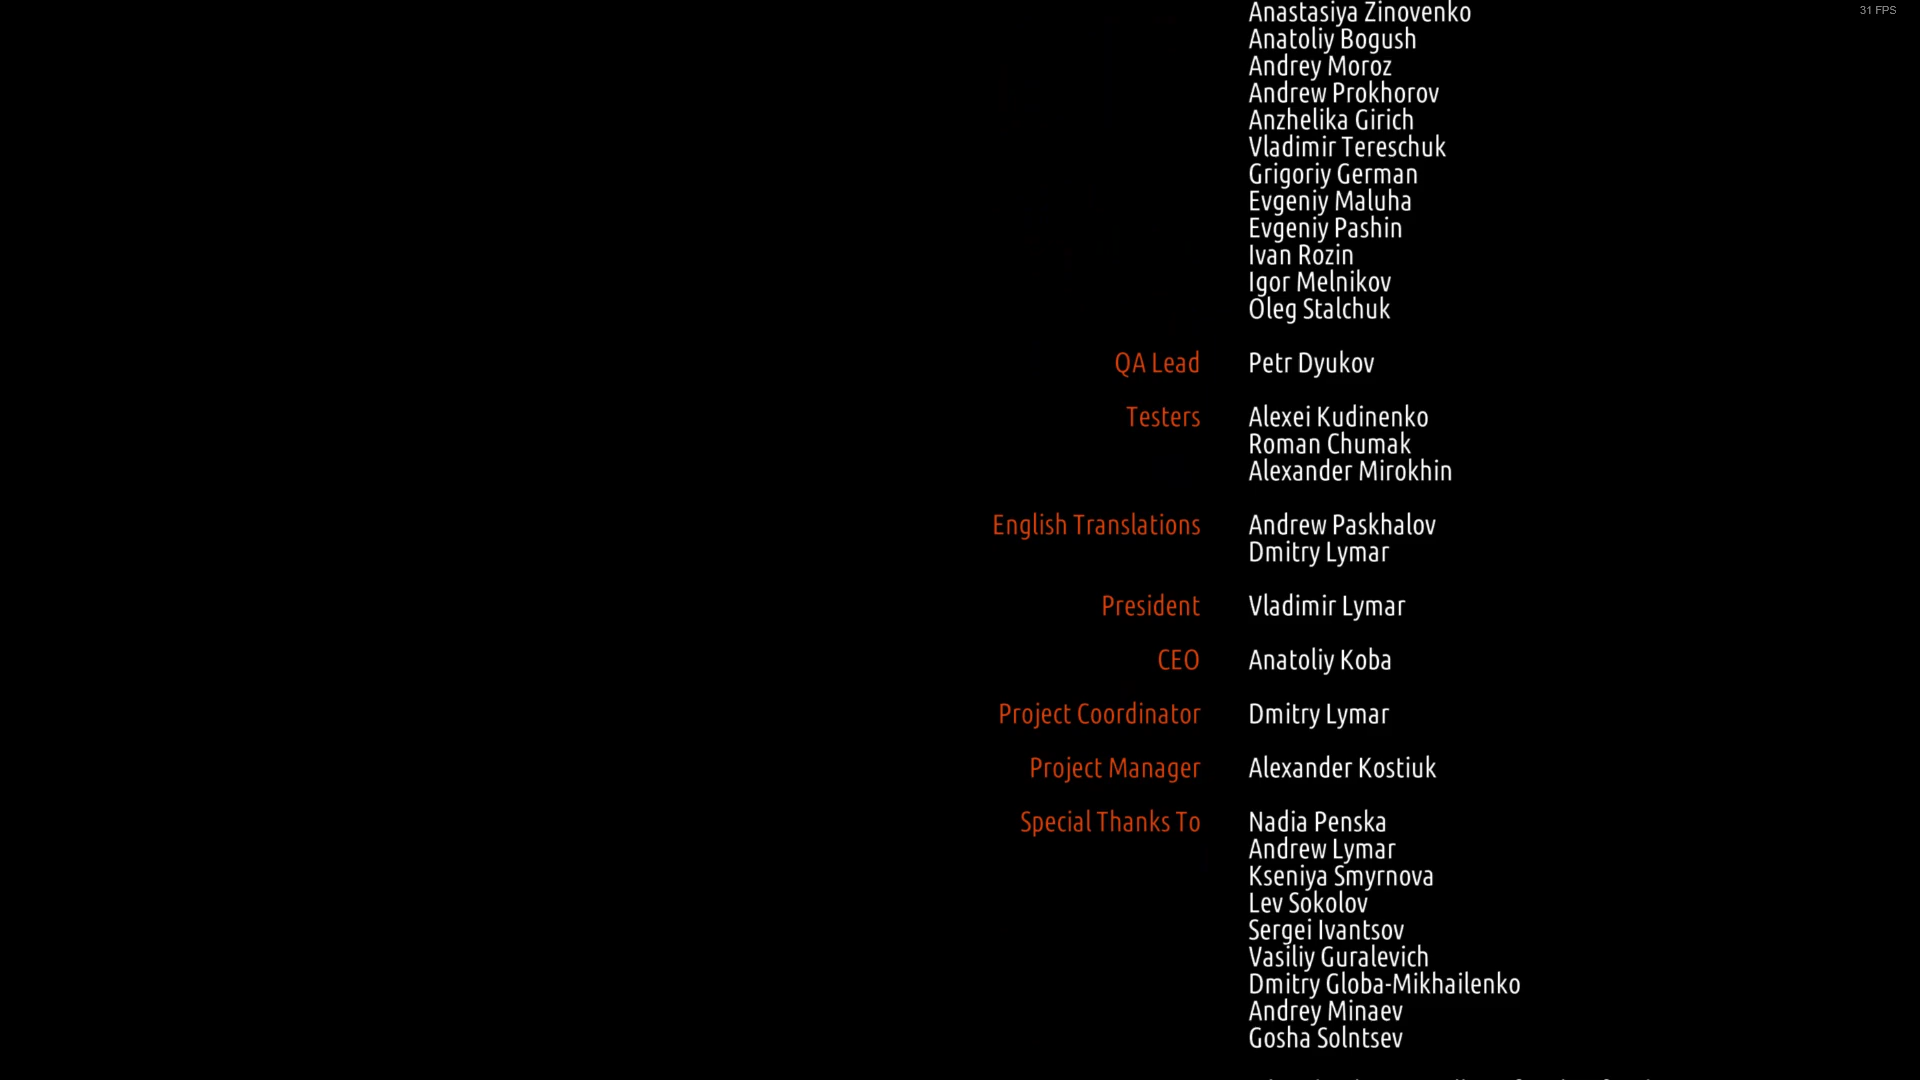 31 FPS
Anastasiya Zinovenko
Anatoliy Bogush
Andrey Moroz
Andrew Prokhorov
Anzhelika Girich
Vladimir Tereschuk
Grigoriy German
Evgeniy Maluha
Evgeniy Pashin
Ivan Rozin
Igor Melnikov
Oleg Stalchuk
QA Lead Petr Dyukov
Testers Alexei Kudinenko
Roman Chumak
Alexander Mirokhin
English Translations Andrew Paskhalov
Dmitry Lymar
President Vladimir Lymar
CEO Anatoliy Koba
Project Coordinator Dmitry Lymar
Project Manager Alexander Kostiuk
Special Thanks To Nadia Penska
Andrew Lymar
Kseniya Smyrnova
Lev Sokolov
Sergei Ivantsov
Vasiliy Guralevich
Dmitry Globa-Mikhailenko
Andrey Minaev
Gosha Solntsev